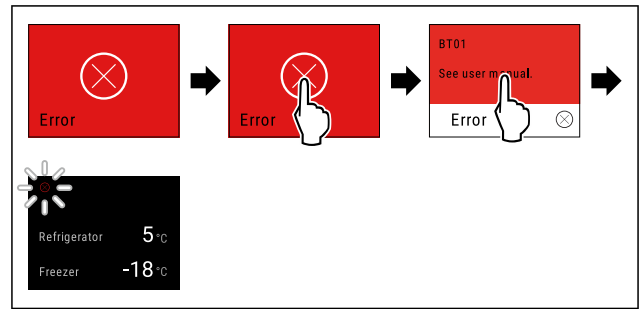 Error
Error
BT01
See user manual.
Error
Refrigerator 5 °C
Freezer -18 °C